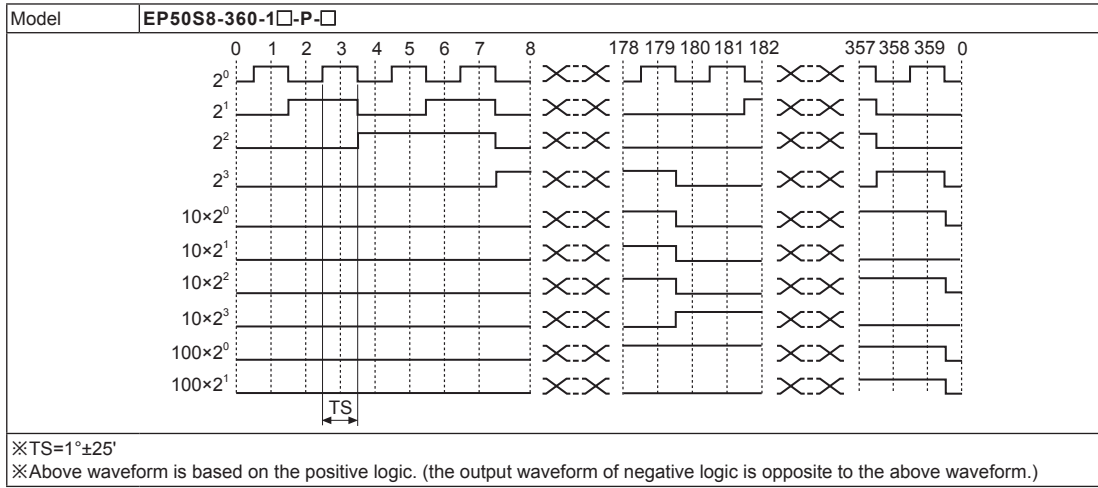 Model EP50S8-360-1□-P-□
0 1 2 3 4 5 6 7 8 178 179 180 181 182 357 358 359 0
2⁰
2¹
2²
2³
10×2⁰
10×2¹
10×2²
10×2³
100×2⁰
100×2¹
TS
※TS=1°±25'
※Above waveform is based on the positive logic. (the output waveform of negative logic is opposite to the above waveform.)